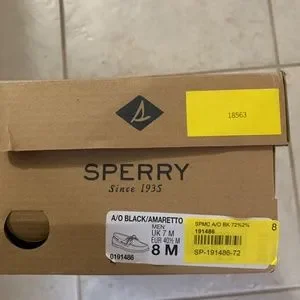 18563
SPERRY
Since 1935
A/O BLACK/AMARETTO
MEN
UK 7 M
EUR 40½ M
8 M
0191486
SPMC A/O BK 72%2%
191486
8
SP-191486-72